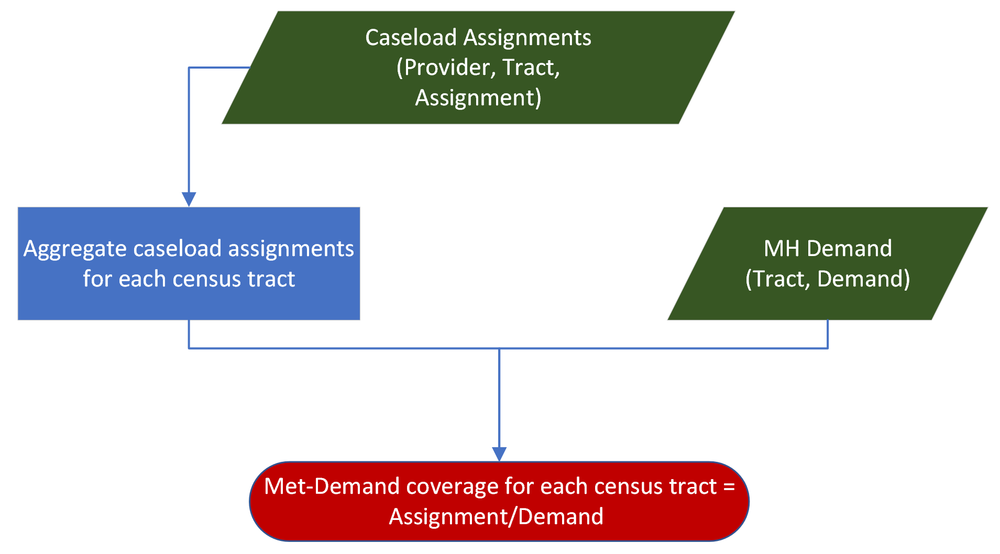 Caseload Assignments
(Provider, Tract,
Assignment)
Aggregate caseload assignments
for each census tract
MH Demand
(Tract, Demand)
Met-Demand coverage for each census tract =
Assignment/Demand